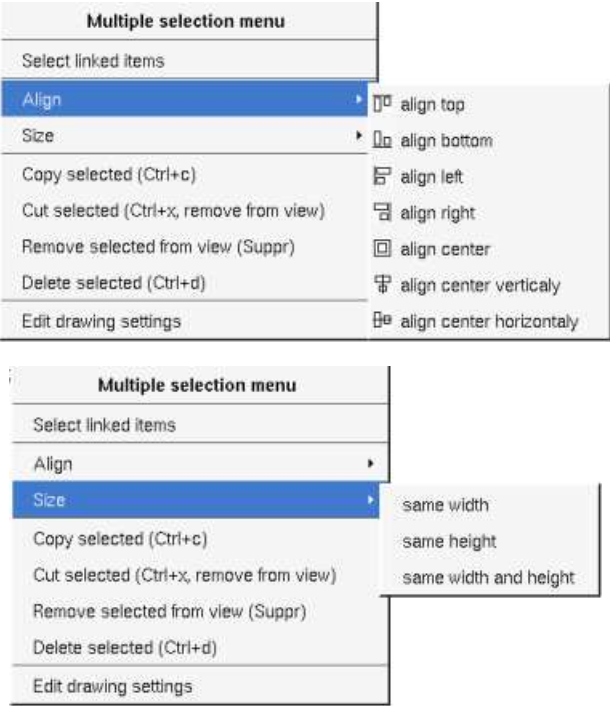 Multiple selection menu
Select linked items
Align
Size
Copy selected (Ctrl+c)
Cut selected (Ctrl+x, remove from view)
Remove selected from view (Suppr)
Delete selected (Ctrl+d)
Edit drawing settings
align top
align bottom
align left
align right
align center
align center verticaly
align center horizontaly
;
Multiple selection menu
Select linked items
Align
Size
Copy selected (Ctrl+c)
Cut selected (Ctrl+x, remove from view)
Remove selected from view (Suppr)
Delete selected (Ctrl+d)
Edit drawing settings
same width
same height
same width and height